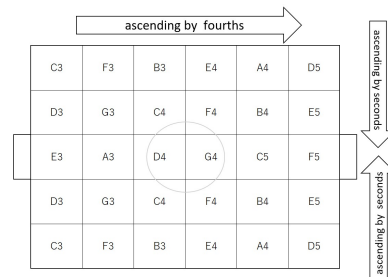 ascending by fourths
C3 F3 B3 E4 A4 D5
D3 G3 C4 F4 B4 E5
E3 A3 D4 G4 C5 F5
D3 G3 C4 F4 B4 E5
C3 F3 B3 E4 A4 D5
ascending by seconds
ascending by seconds